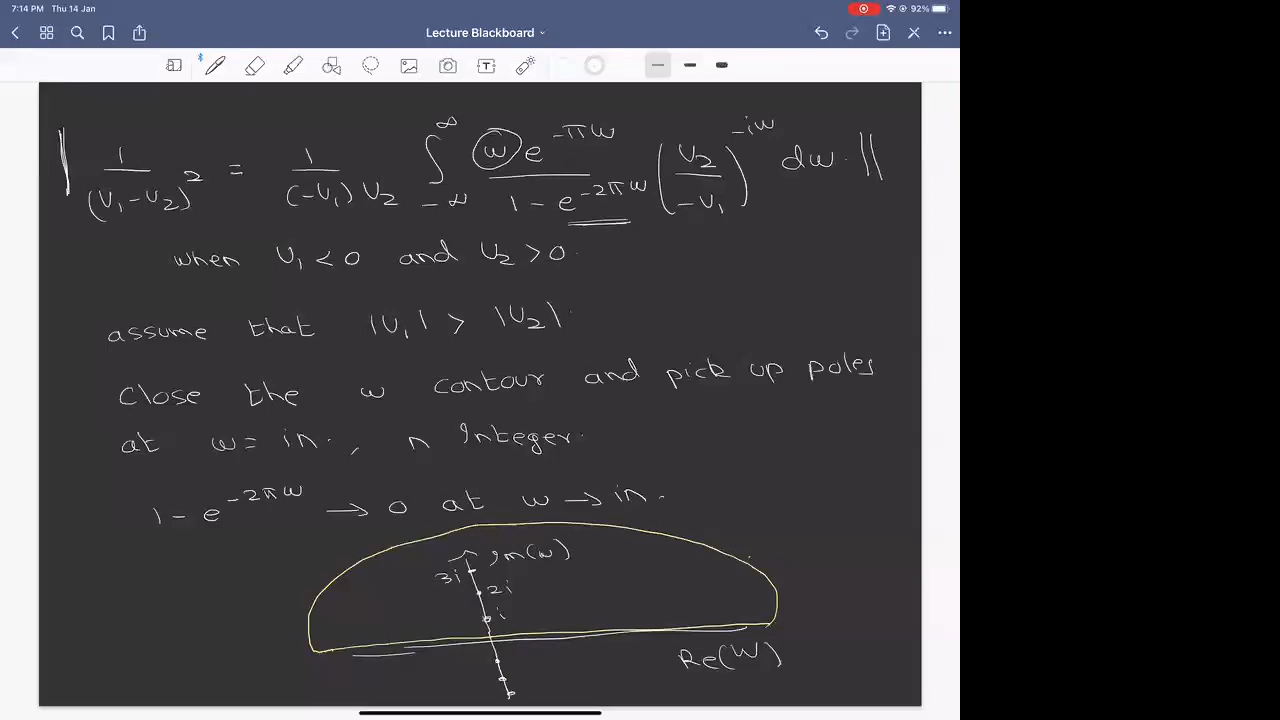 7:14 PM Thu 14 Jan 92%
Lecture Blackboard
1/(U₁ - U₂)² = 1/((-U₁) U₂) ∫_{-∞}^{∞} ω e^{-πω}/(1 - e^{-2πω}) (U₂/-U₁)^{-iω} dω.
when U₁ < 0 and U₂ > 0.
assume that |U₁| > |U₂|.
Close the ω contour and pick up poles
at ω = in., n Integer.
1 - e^{-2πω} → 0 at ω → in.
Im(ω)
3i
2i
i
Re(W)